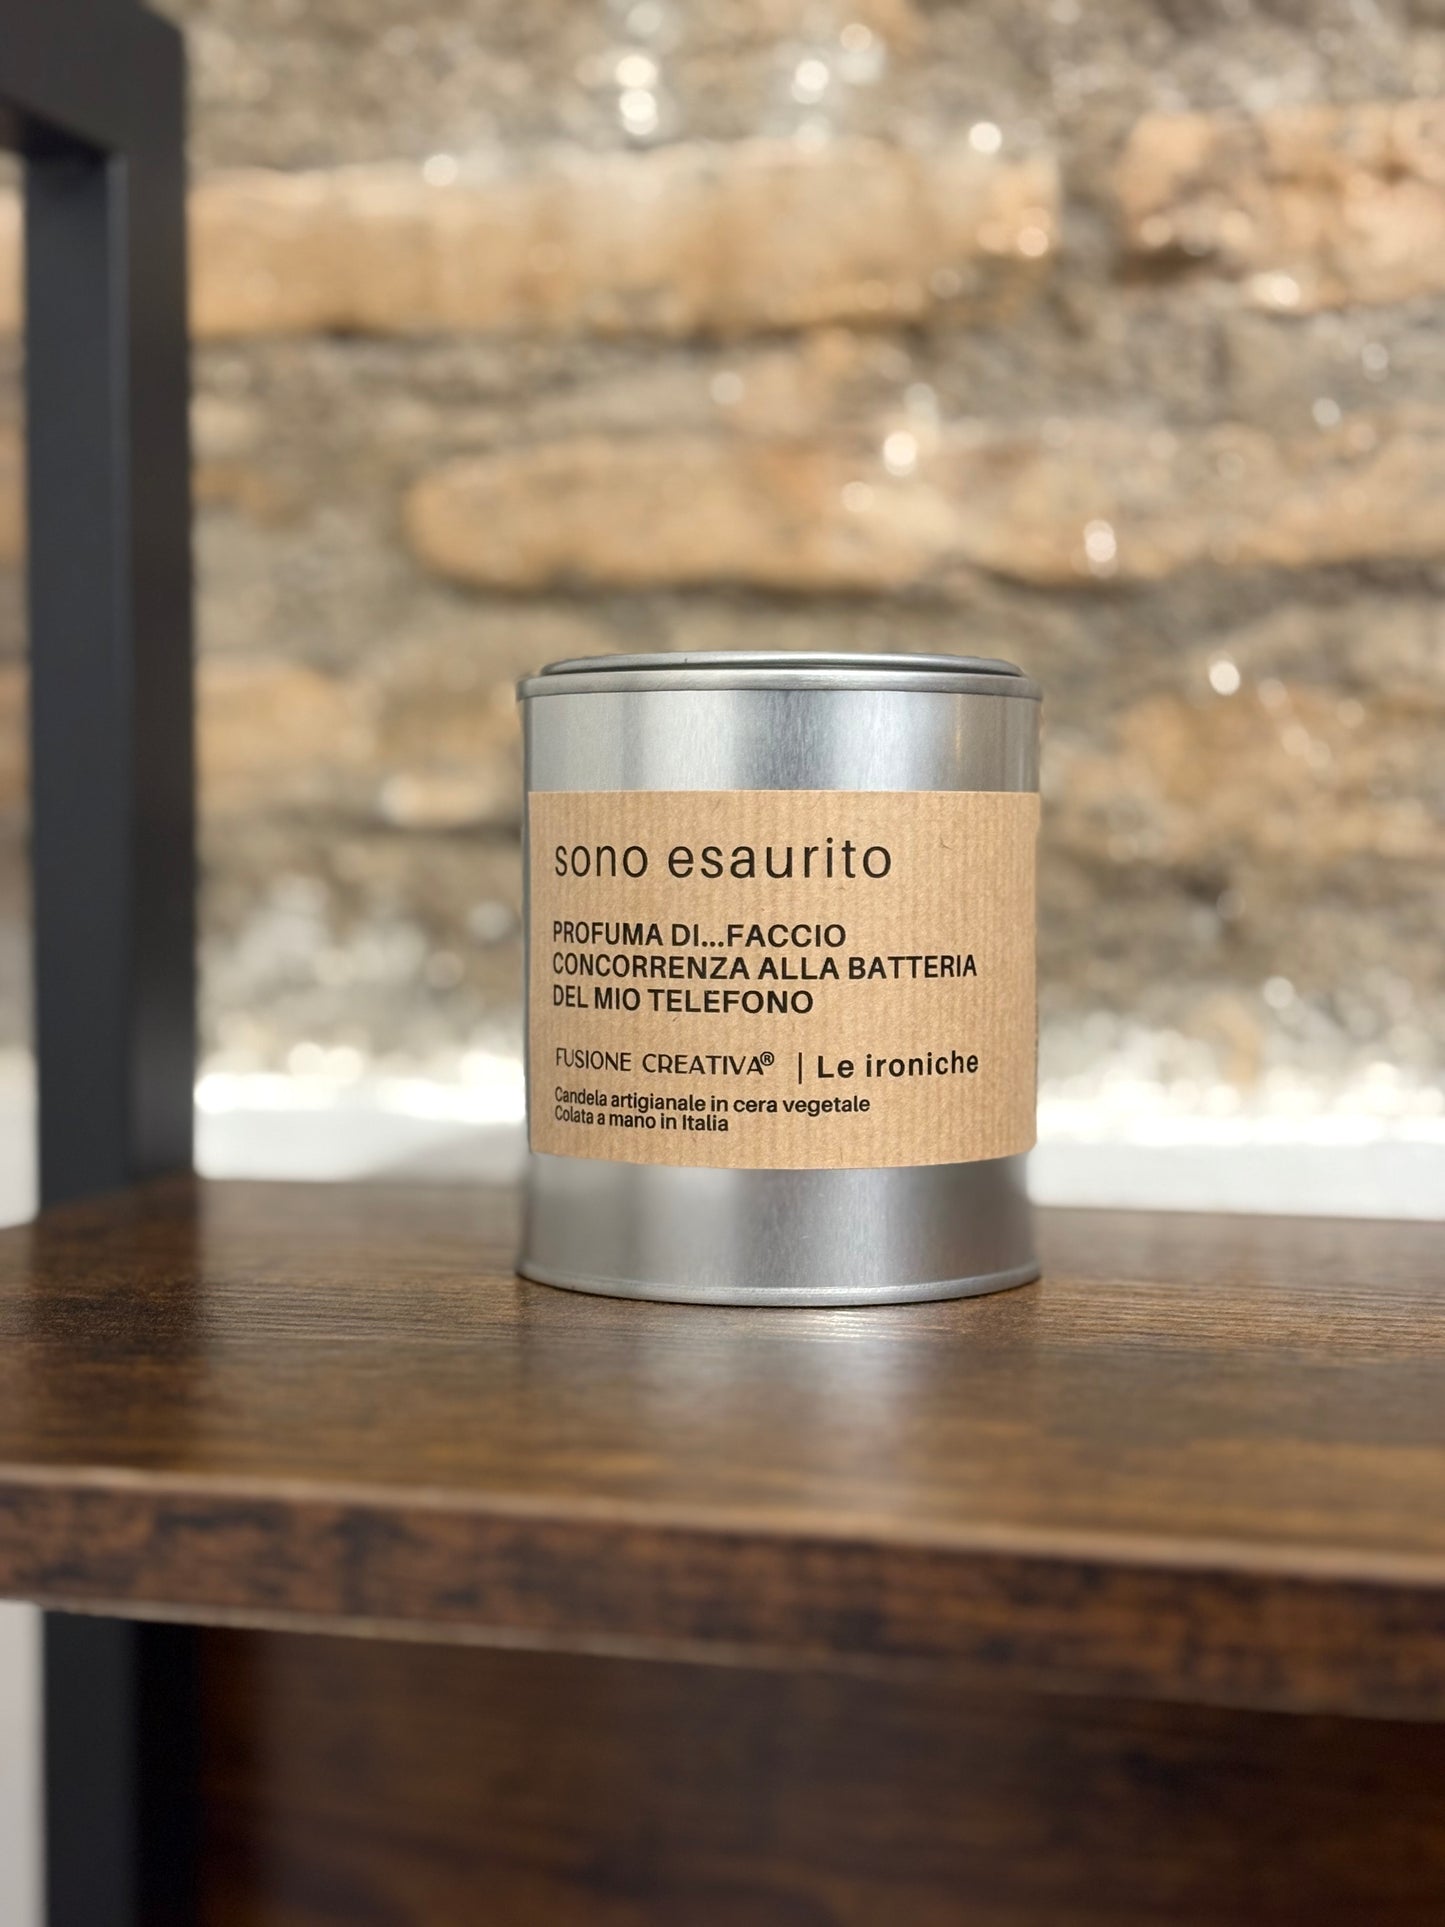 sono esaurito
PROFUMA DI...FACCIO
CONCORRENZA ALLA BATTERIA
DEL MIO TELEFONO
FUSIONE CREATIVA® | Le ironiche
Candela artigianale in cera vegetale
Colata a mano in Italia